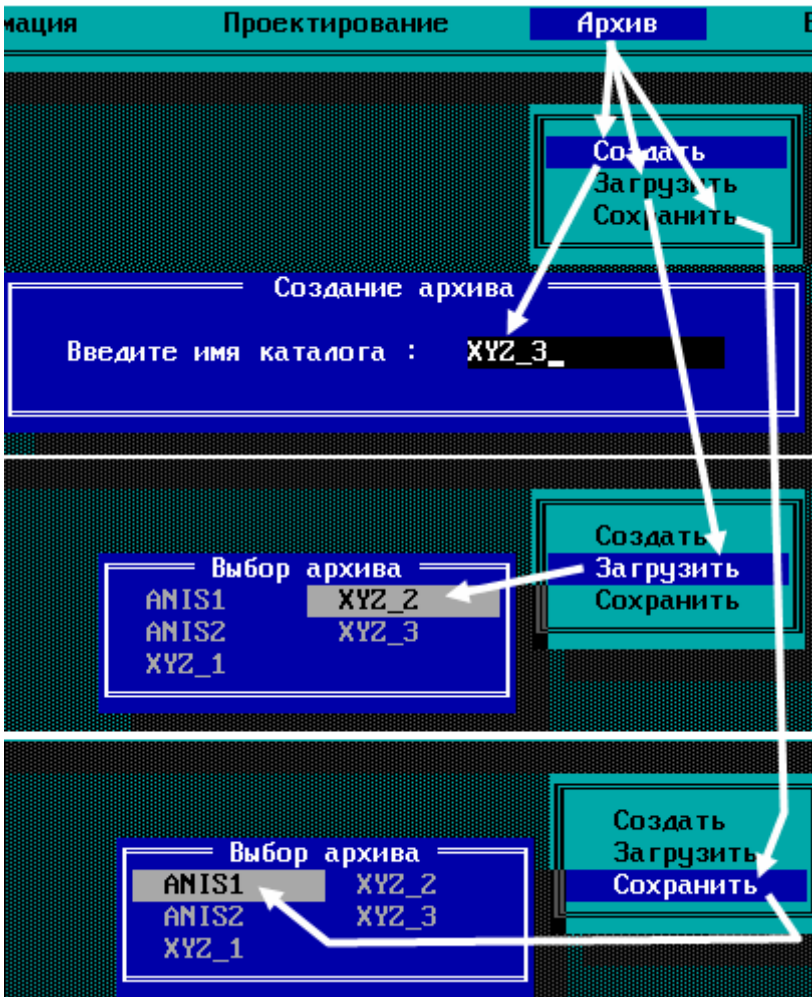 мация Проектирование Архив
Создать
Загрузить
Сохранить
Создание архива
Введите имя каталога : XYZ_3_
Создать
Загрузить
Сохранить
Выбор архива
ANIS1 XYZ_2
ANIS2 XYZ_3
XYZ_1
Создать
Загрузить
Сохранить
Выбор архива
ANIS1 XYZ_2
ANIS2 XYZ_3
XYZ_1